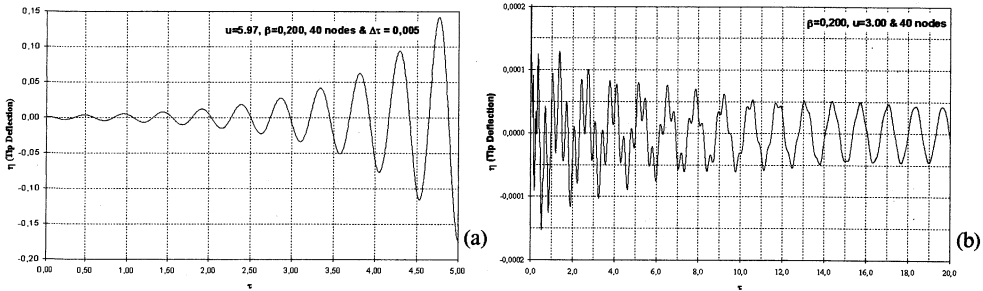 u=5.97, β=0,200, 40 nodes & Δτ = 0,005
η (Tip Deflection)
0,15
0,10
0,05
0,00
-0,05
-0,10
-0,15
-0,20
0,00 0,50 1,00 1,50 2,00 2,50 3,00 3,50 4,00 4,50 5,00
τ
(a)
β=0,200, u=3.00 & 40 nodes
η (Tip Deflection)
0,0002
0,0001
0,0000
-0,0001
-0,0002
0,0 2,0 4,0 6,0 8,0 10,0 12,0 14,0 16,0 18,0 20,0
τ
(b)